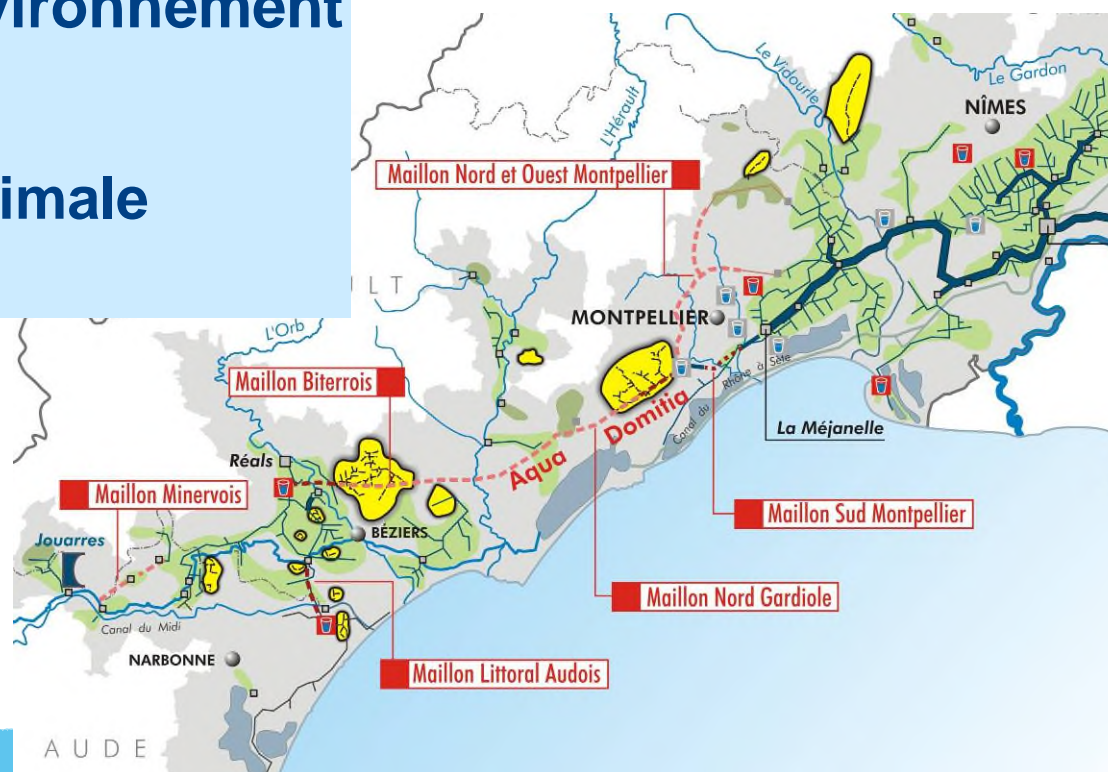 vironnement
imale
Le Vidourle
Le Gardon
NÎMES
L'Hérault
Maillon Nord et Ouest Montpellier
ULT
MONTPELLIER
L'Orb
Maillon Biterrois
Canal du Rhône à Sète
Domitia
Aqua
La Méjanelle
Réals
Maillon Minervois
Maillon Sud Montpellier
Jouarres
BÉZIERS
Maillon Nord Gardiole
Canal du Midi
NARBONNE
Maillon Littoral Audois
AUDE